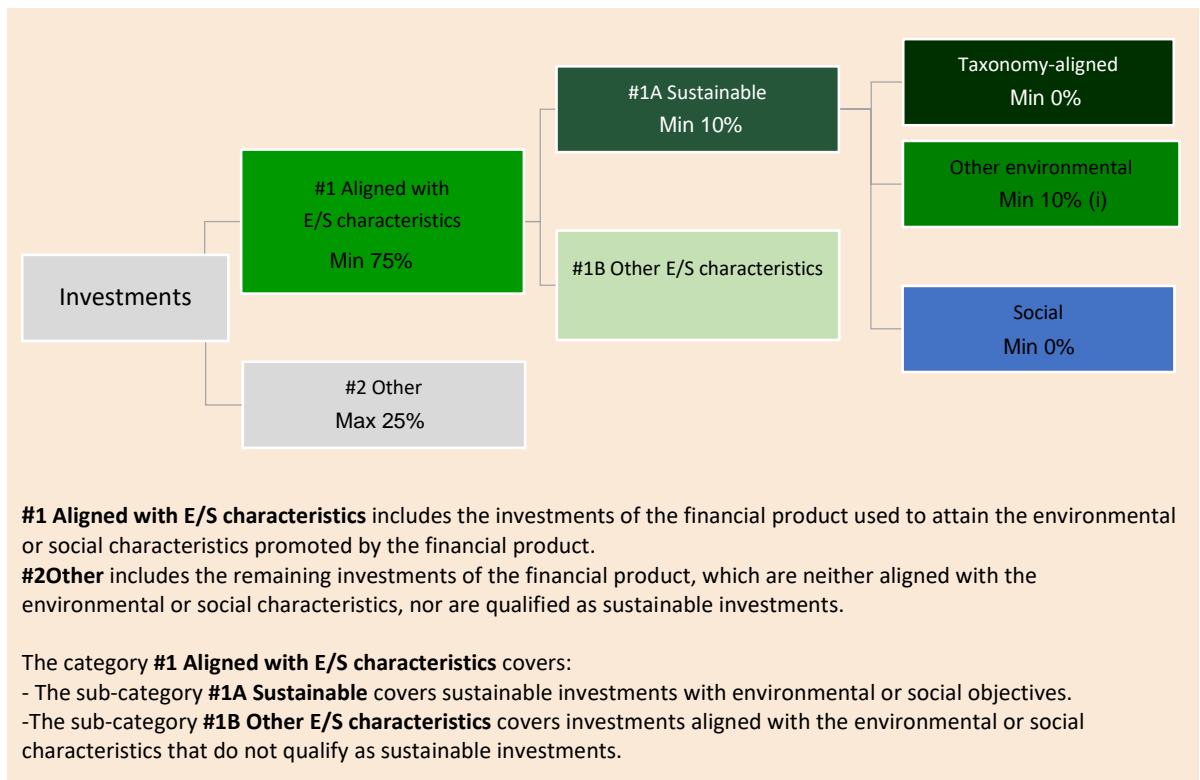 Taxonomy-aligned
Min 0%
#1A Sustainable
Min 10%
Other environmental
Min 10% (i)
#1 Aligned with
E/S characteristics
Min 75%
#1B Other E/S characteristics
Investments
Social
Min 0%
#2 Other
Max 25%
#1 Aligned with E/S characteristics includes the investments of the financial product used to attain the environmental
or social characteristics promoted by the financial product.
#2Other includes the remaining investments of the financial product, which are neither aligned with the
environmental or social characteristics, nor are qualified as sustainable investments.
The category #1 Aligned with E/S characteristics covers:
- The sub-category #1A Sustainable covers sustainable investments with environmental or social objectives.
-The sub-category #1B Other E/S characteristics covers investments aligned with the environmental or social
characteristics that do not qualify as sustainable investments.